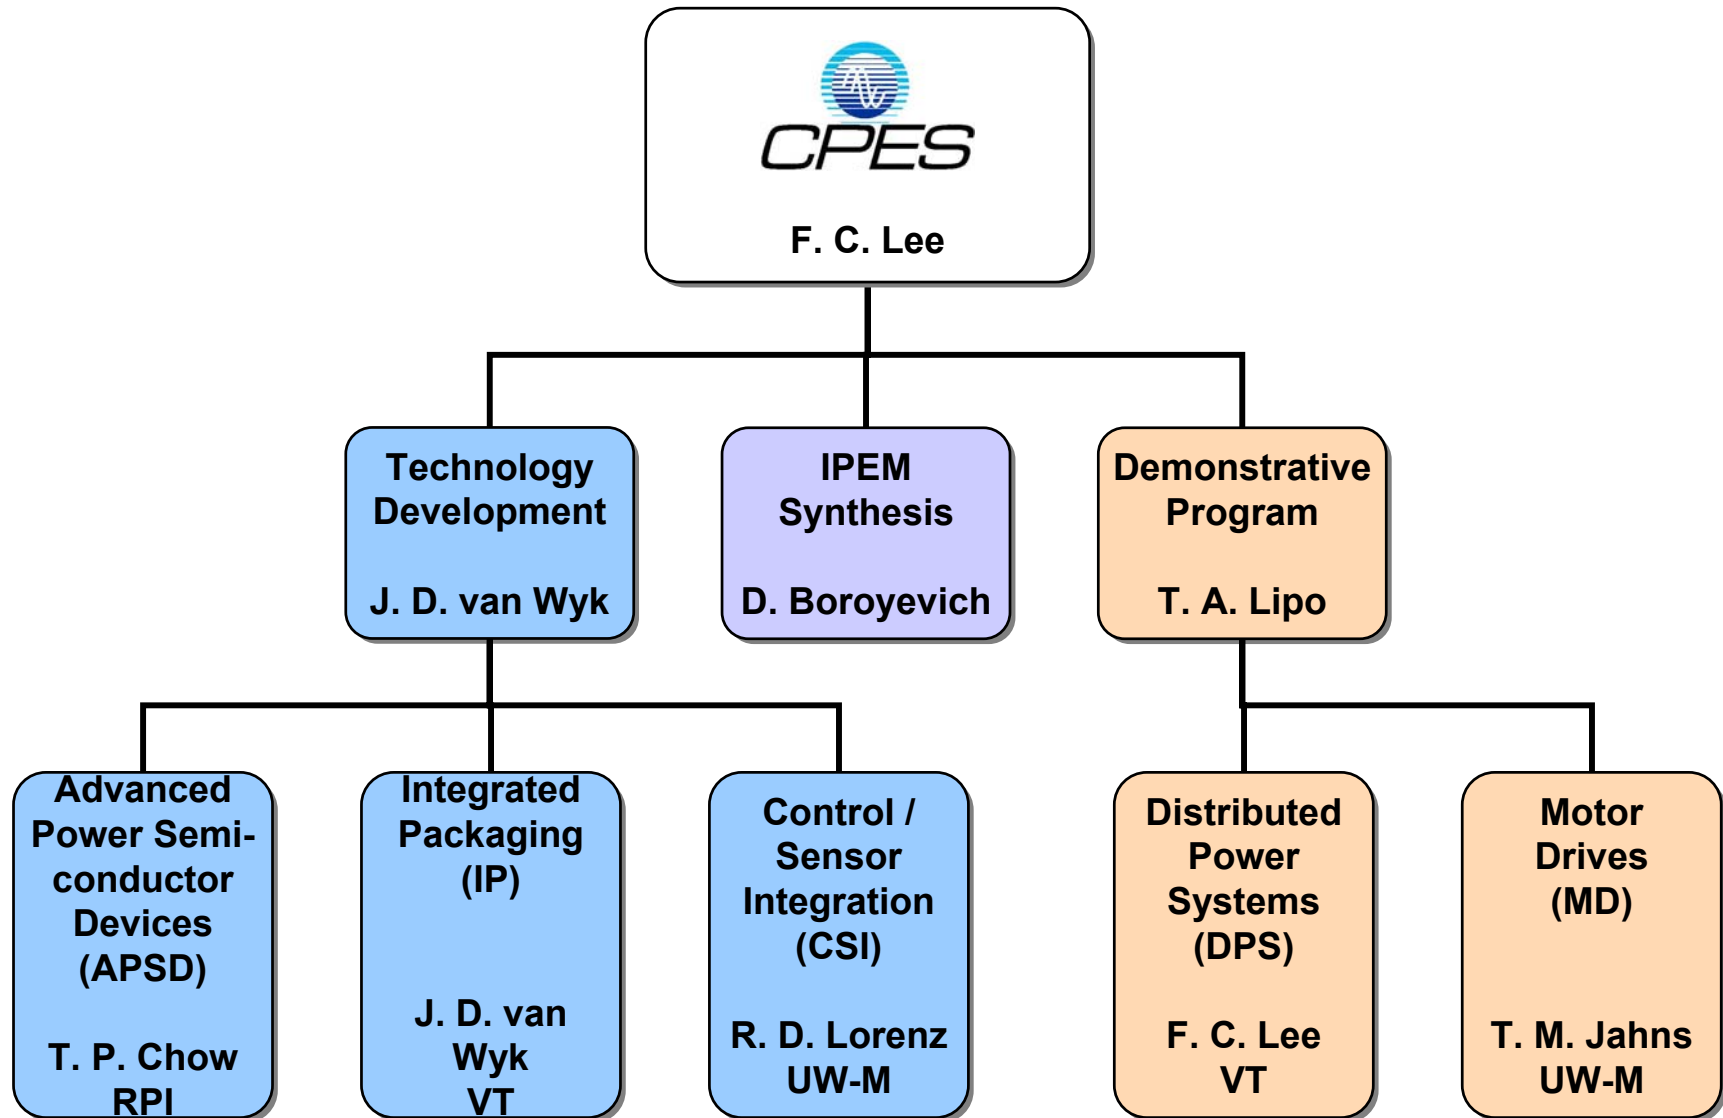 CPES
F. C. Lee
Technology
Development
J. D. van Wyk
IPEM
Synthesis
D. Boroyevich
Demonstrative
Program
T. A. Lipo
Advanced
Power Semi-
conductor
Devices
(APSD)
T. P. Chow
RPI
Integrated
Packaging
(IP)
J. D. van
Wyk
VT
Control /
Sensor
Integration
(CSI)
R. D. Lorenz
UW-M
Distributed
Power
Systems
(DPS)
F. C. Lee
VT
Motor
Drives
(MD)
T. M. Jahns
UW-M